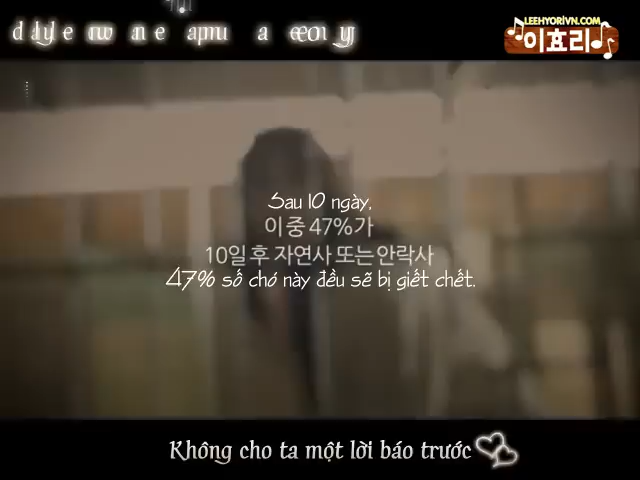 LEEHYORIVN.COM
이효리
Sau 10 ngày,
이 중 47%가
10일 후 자연사 또는 안락사
47% số chó này đều sẽ bị giết chết.
Không cho ta một lời báo trước